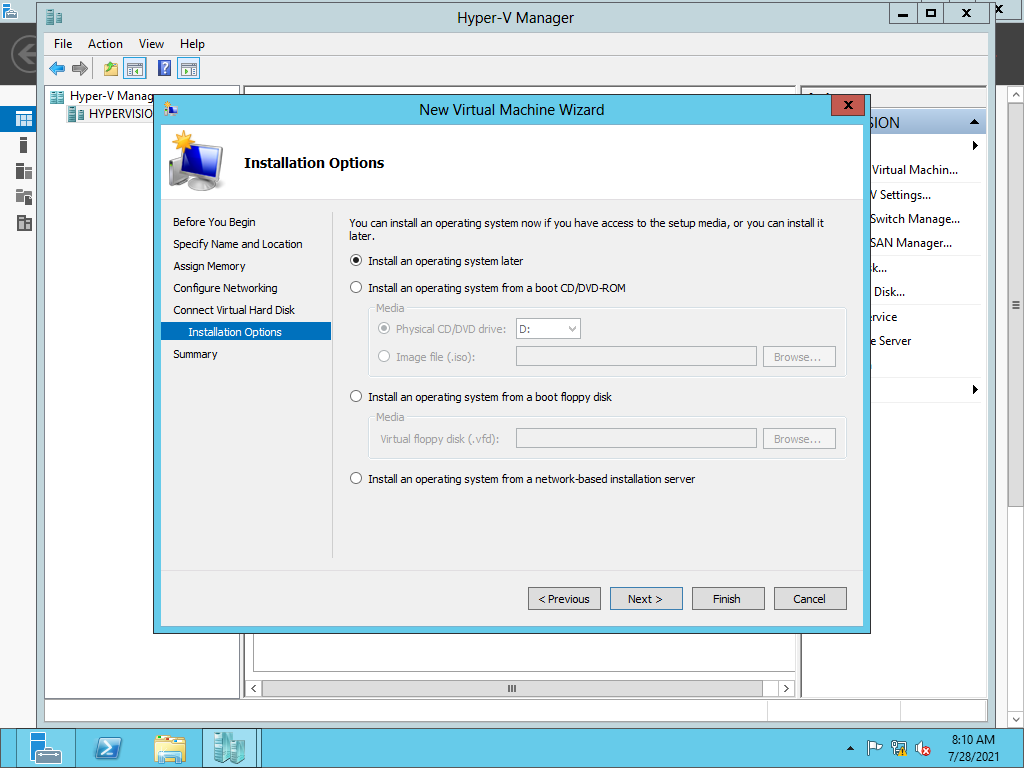 Hyper-V Manager
File Action View Help
Hyper-V Manag
HYPERVISIO
New Virtual Machine Wizard
Installation Options
Before You Begin
Specify Name and Location
Assign Memory
Configure Networking
Connect Virtual Hard Disk
Installation Options
Summary
You can install an operating system now if you have access to the setup media, or you can install it
later.
Install an operating system later
Install an operating system from a boot CD/DVD-ROM
Media
Physical CD/DVD drive: D:
Image file (.iso): Browse...
Install an operating system from a boot floppy disk
Media
Virtual floppy disk (.vfd): Browse...
Install an operating system from a network-based installation server
< Previous Next > Finish Cancel
SION
Virtual Machin...
V Settings...
Switch Manage...
SAN Manager...
sk...
Disk...
rvice
e Server
8:10 AM
7/28/2021